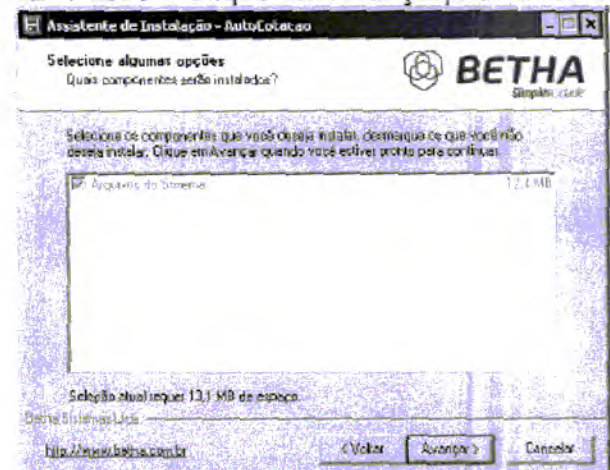 Assistente de Instalação - AutoCotacao
Selecione algumas opções
Quais componentes serão instalados?
BETHA
Selecione os componentes que você deseja instalar, desmarque os que você não
deseja instalar. Clique em Avançar quando você estiver pronto para continuar.
Arquivos do Sistema
12,4 MB
Seleção atual requer 13,1 MB de espaço.
Betha Sistemas Ltda
http://www.betha.com.br
< Voltar
Avançar >
Cancelar